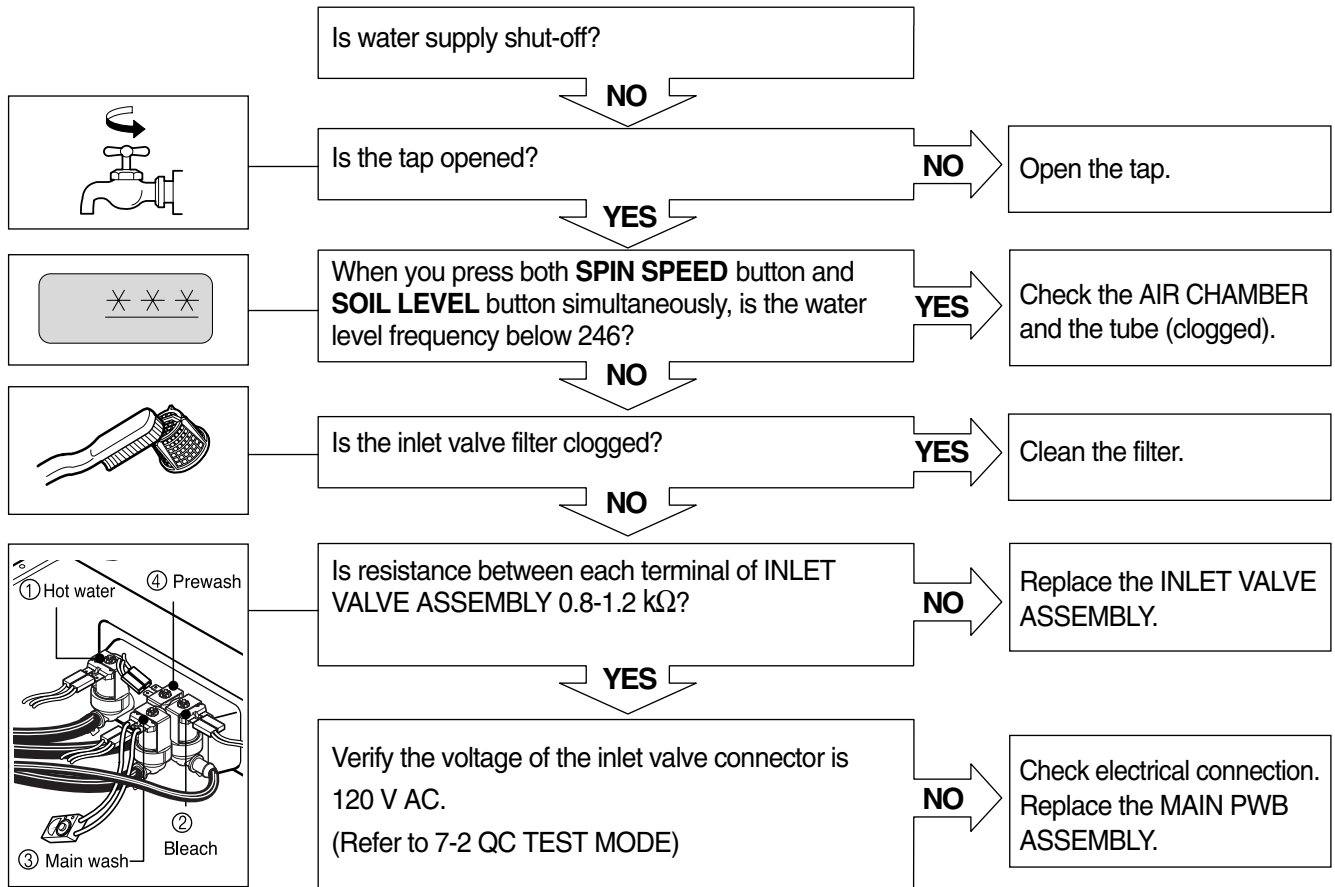 Is water supply shut-off?
NO
Is the tap opened?
NO
Open the tap.
YES
When you press both SPIN SPEED button and
SOIL LEVEL button simultaneously, is the water
level frequency below 246?
YES
Check the AIR CHAMBER
and the tube (clogged).
NO
Is the inlet valve filter clogged?
YES
Clean the filter.
NO
① Hot water
④ Prewash
② Bleach
③ Main wash
Is resistance between each terminal of INLET
VALVE ASSEMBLY 0.8-1.2 kΩ?
NO
Replace the INLET VALVE
ASSEMBLY.
YES
Verify the voltage of the inlet valve connector is
120 V AC.
(Refer to 7-2 QC TEST MODE)
NO
Check electrical connection.
Replace the MAIN PWB
ASSEMBLY.